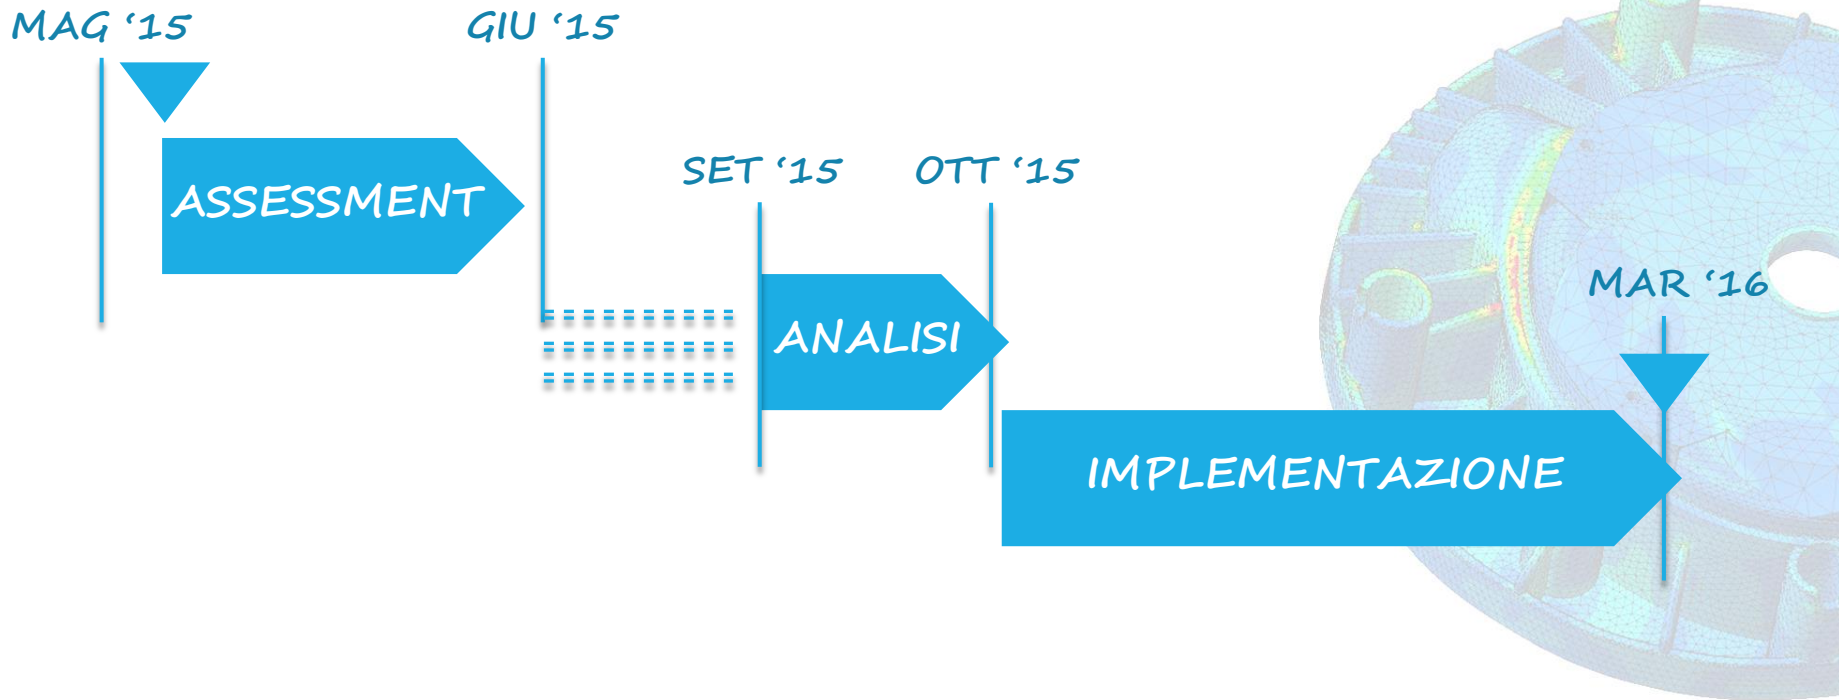 MAG ‘15
GIU ‘15
ASSESSMENT
SET ‘15
OTT ‘15
ANALISI
MAR ‘16
IMPLEMENTAZIONE